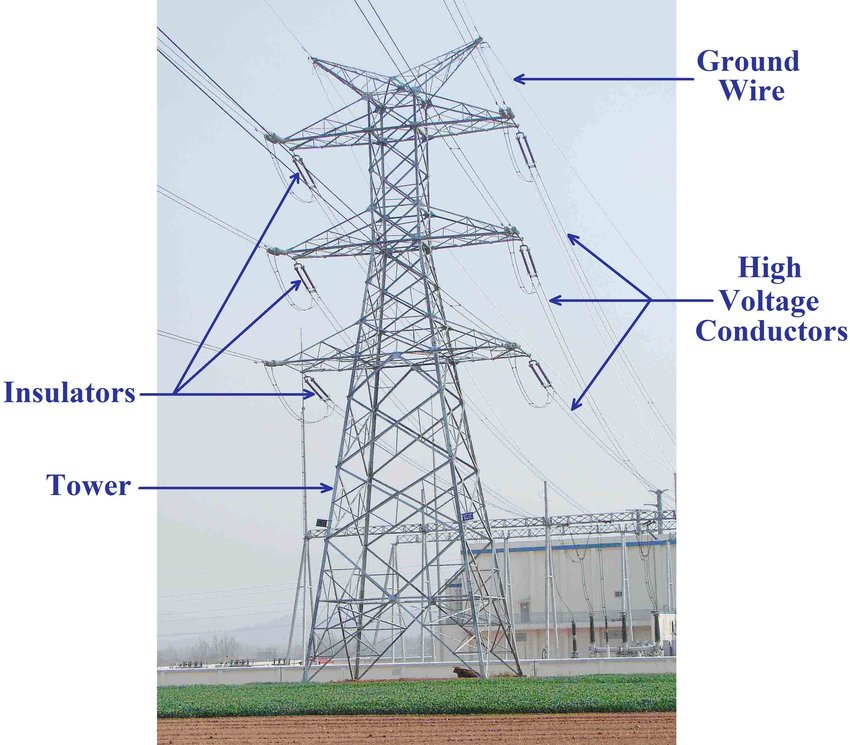 Ground
Wire
High
Voltage
Conductors
Insulators
Tower